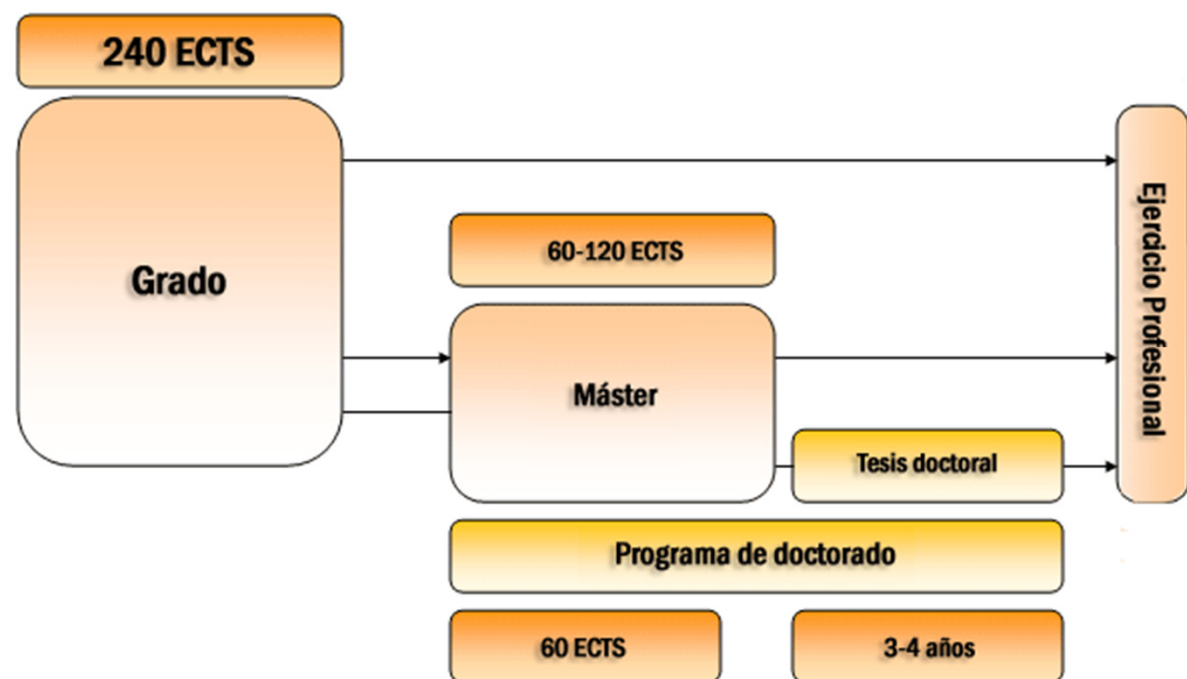 240 ECTS
Grado
60-120 ECTS
Máster
Tesis doctoral
Programa de doctorado
60 ECTS
3-4 años
Ejercicio Profesional